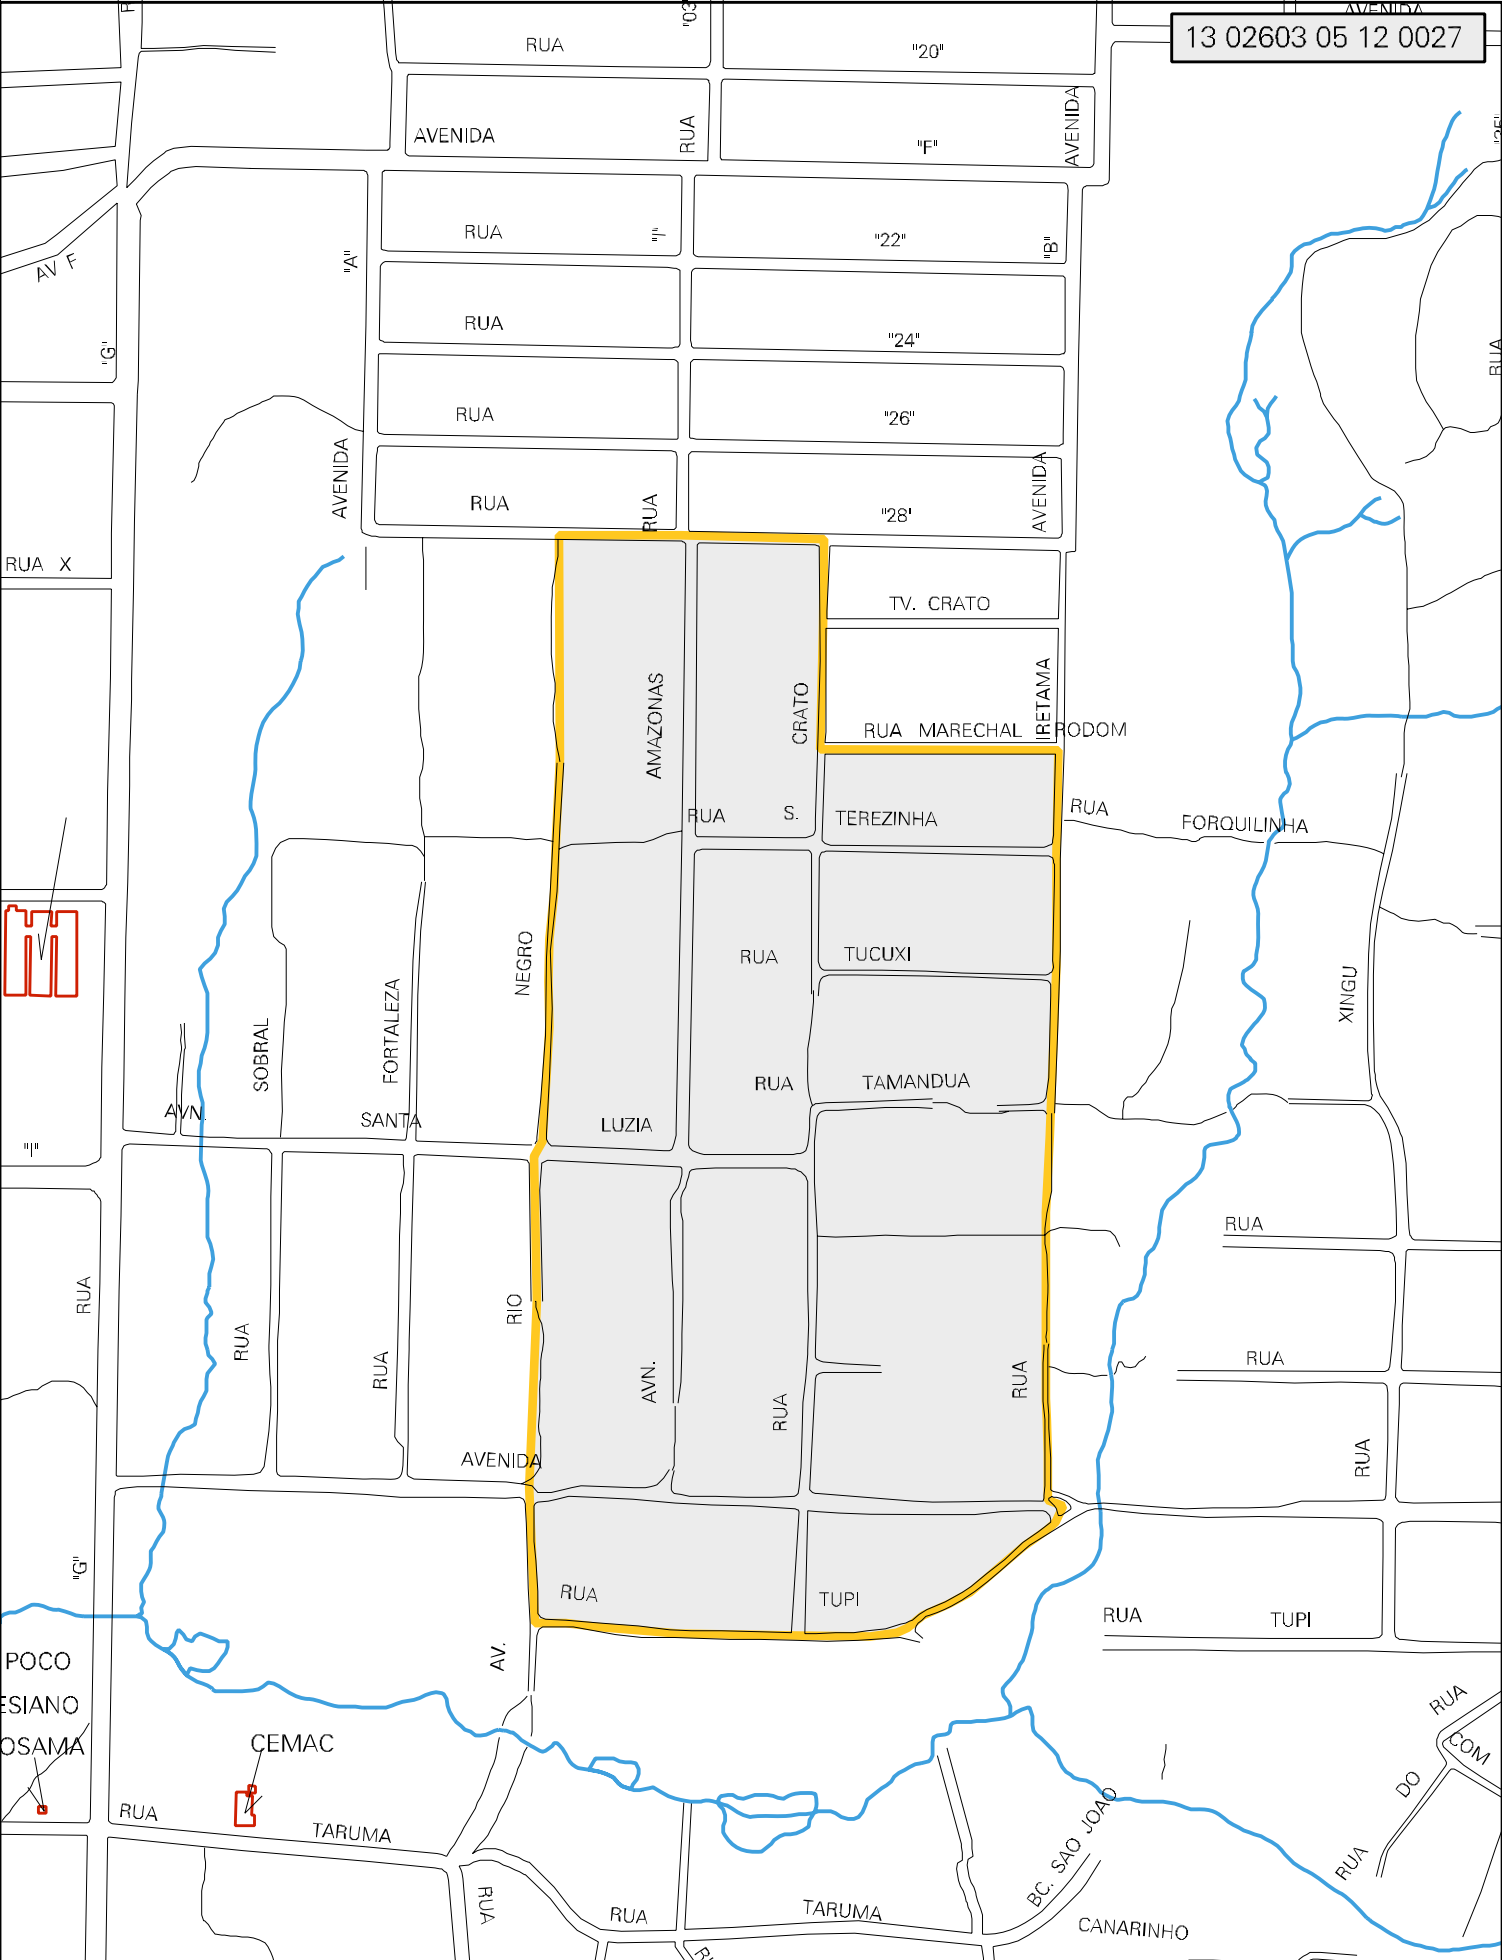 AVENIDA
13 02603 05 12 0027
"03"
RUA
"20"
AVENIDA
RUA
"F"
AVENIDA
RUA
"I"
"22"
"B"
"A"
AV F
RUA
"24"
"G"
RUA
RUA
"26"
AVENIDA
RUA
RUA
"28"
AVENIDA
RUA X
TV. CRATO
AMAZONAS
CRATO
IRETAMA
RUA MARECHAL RODOM
RUA S. TEREZINHA
RUA FORQUILINHA
NEGRO
RUA TUCUXI
XINGU
SOBRAL
FORTALEZA
RUA TAMANDUA
AVN. SANTA LUZIA
"I"
RUA
RUA
RIO
RUA
RUA
AVN.
RUA
RUA
RUA
RUA
AVENIDA
"G"
RUA TUPI
RUA TUPI
AV.
POCO
ESIANO
OSAMA
CEMAC
RUA
COM
DO
RUA
RUA TARUMA
BC. SAO JOAO
RUA
RUA TARUMA
CANARINHO